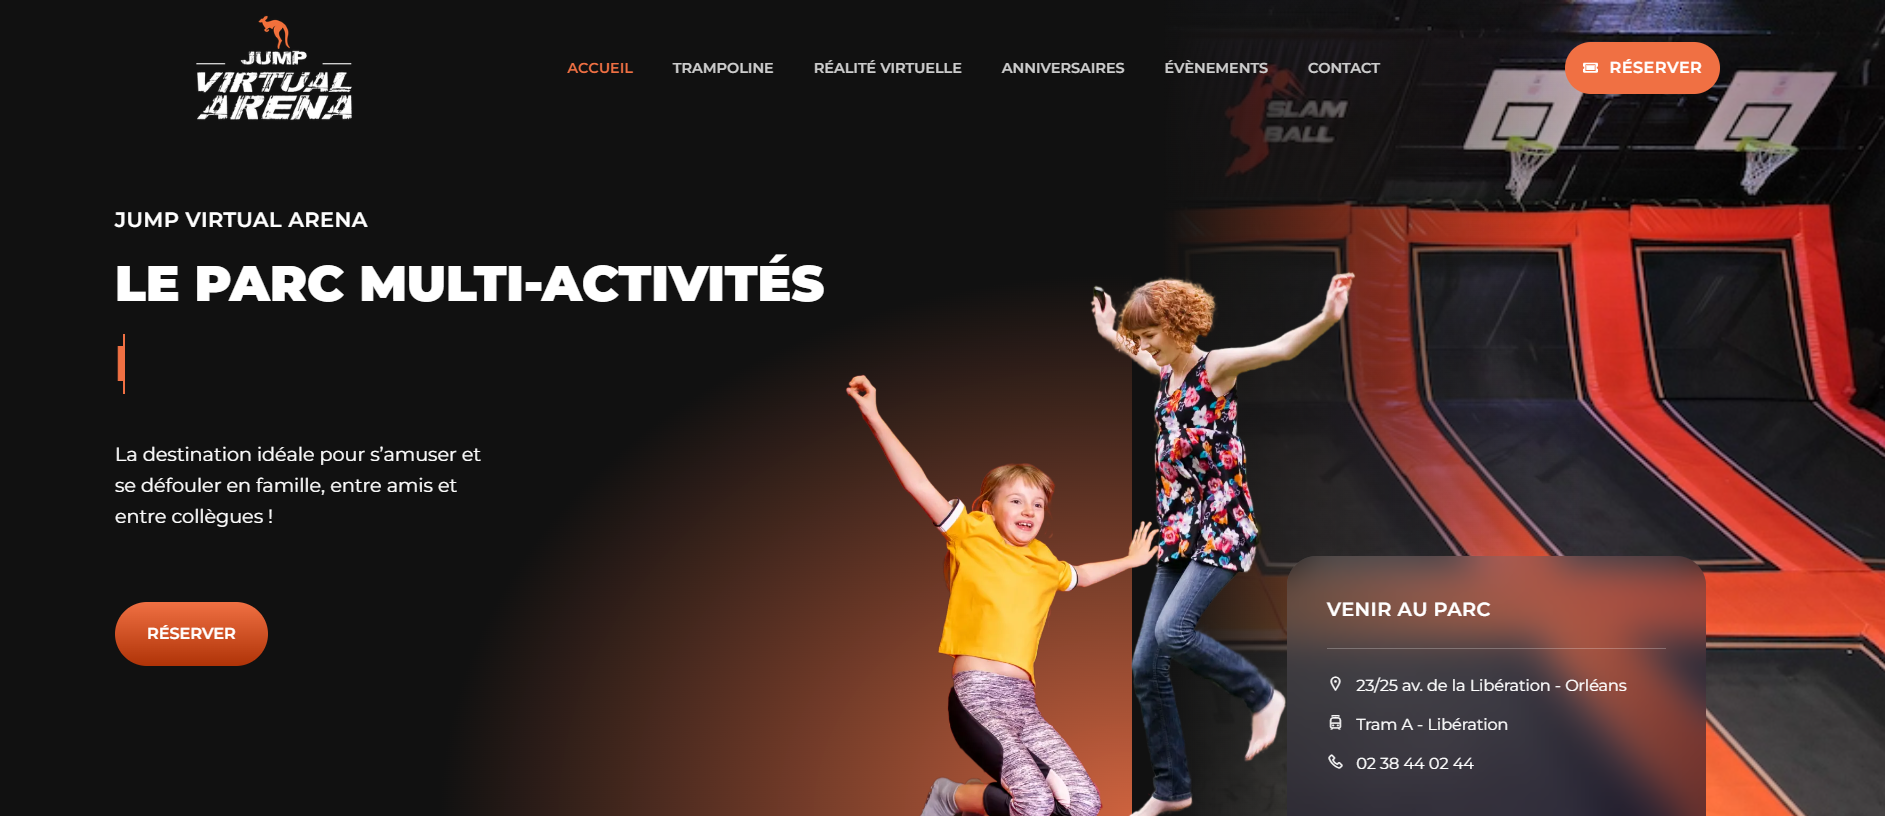 JUMP
VIRTUAL
ARENA
ACCUEIL
TRAMPOLINE
RÉALITÉ VIRTUELLE
ANNIVERSAIRES
ÉVÈNEMENTS
CONTACT
RÉSERVER
SLAM
BALL
JUMP VIRTUAL ARENA
LE PARC MULTI-ACTIVITÉS
La destination idéale pour s’amuser et
se défouler en famille, entre amis et
entre collègues !
RÉSERVER
VENIR AU PARC
23/25 av. de la Libération - Orléans
Tram A - Libération
02 38 44 02 44